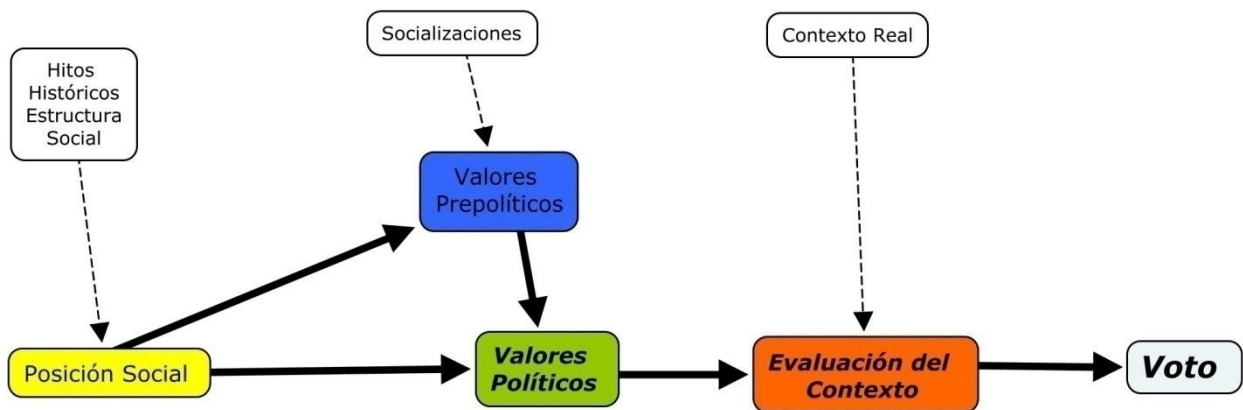 Socializaciones
Contexto Real
Hitos
Históricos
Estructura
Social
Valores
Prepolíticos
Posición Social
Valores
Políticos
Evaluación del
Contexto
Voto